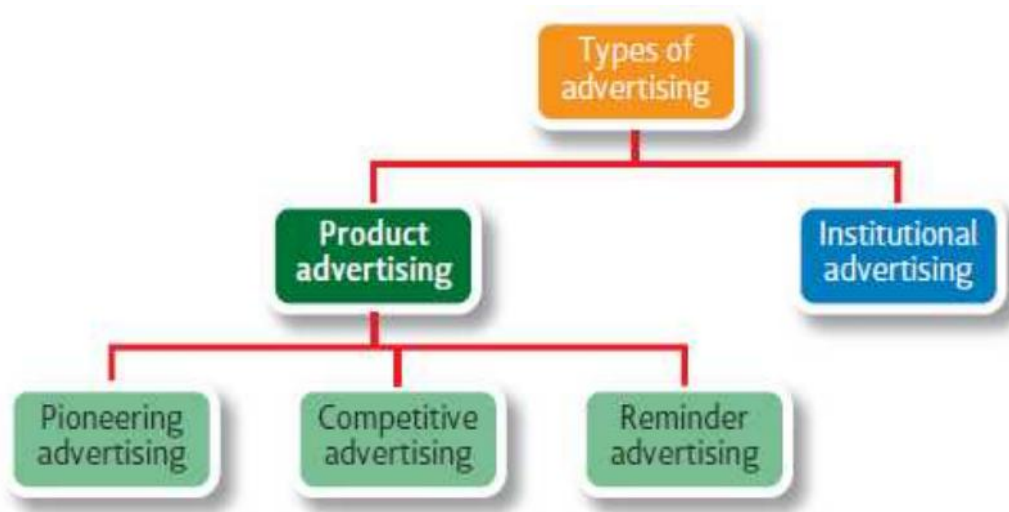 Types of
advertising
Product
advertising
Institutional
advertising
Pioneering
advertising
Competitive
advertising
Reminder
advertising